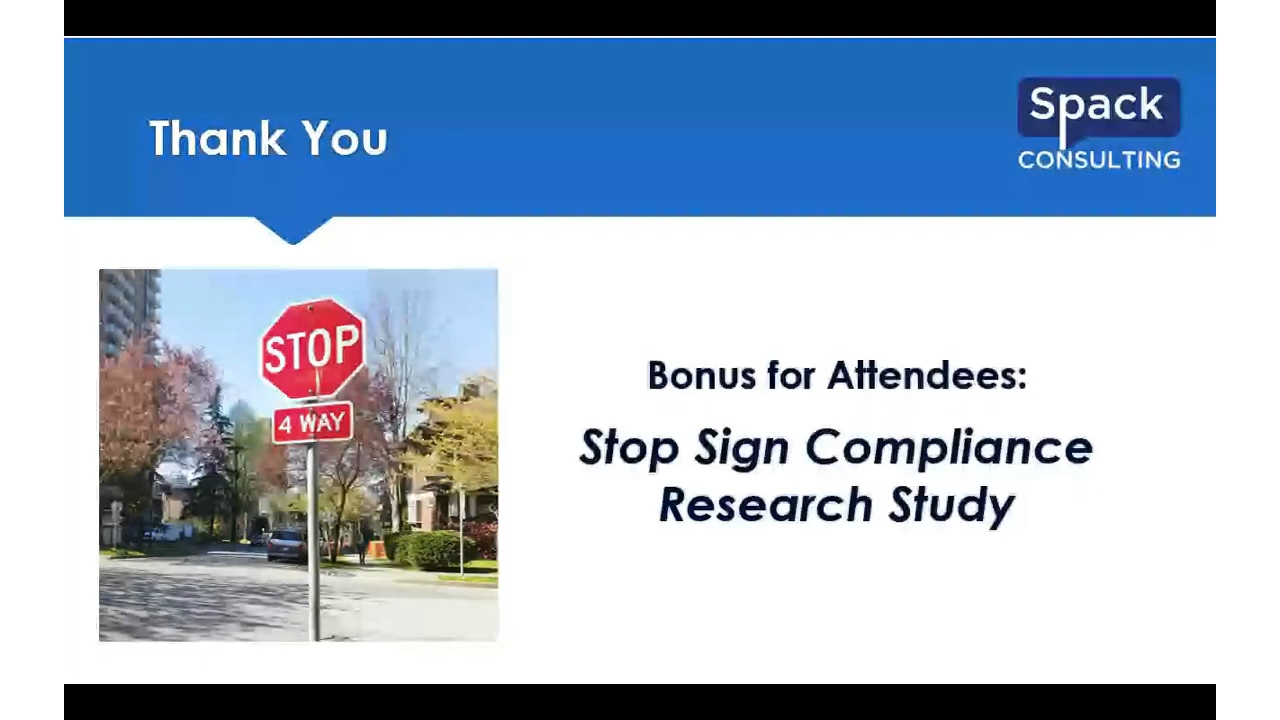 Thank You
Spack
CONSULTING
STOP
4 WAY
Bonus for Attendees:
Stop Sign Compliance
Research Study